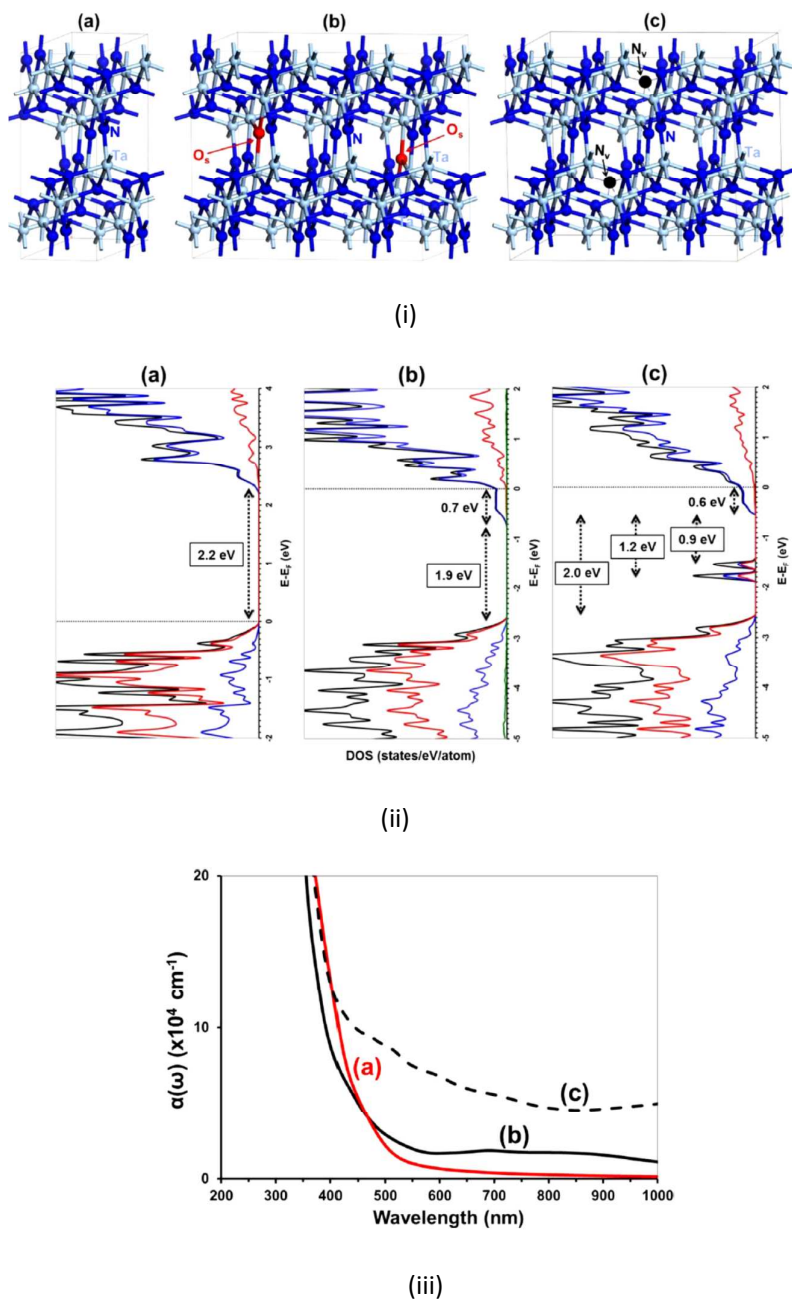 (a) (b) (c)
N
Ta
Oₛ
N
Oₛ
Ta
Nᵥ
Nᵥ
N
Ta
(i)
(a) (b) (c)
4
3
2
1
0
-1
-2
E-E_F (eV)
2.2 eV
2
1
0
-1
-2
-3
-4
-5
E-E_F (eV)
0.7 eV
1.9 eV
2
1
0
-1
-2
-3
-4
-5
E-E_F (eV)
0.6 eV
0.9 eV
1.2 eV
2.0 eV
DOS (states/eV/atom)
(ii)
α(ω) (x10⁴ cm⁻¹)
20
10
0
(a)
(b)
(c)
200 300 400 500 600 700 800 900 1000
Wavelength (nm)
(iii)